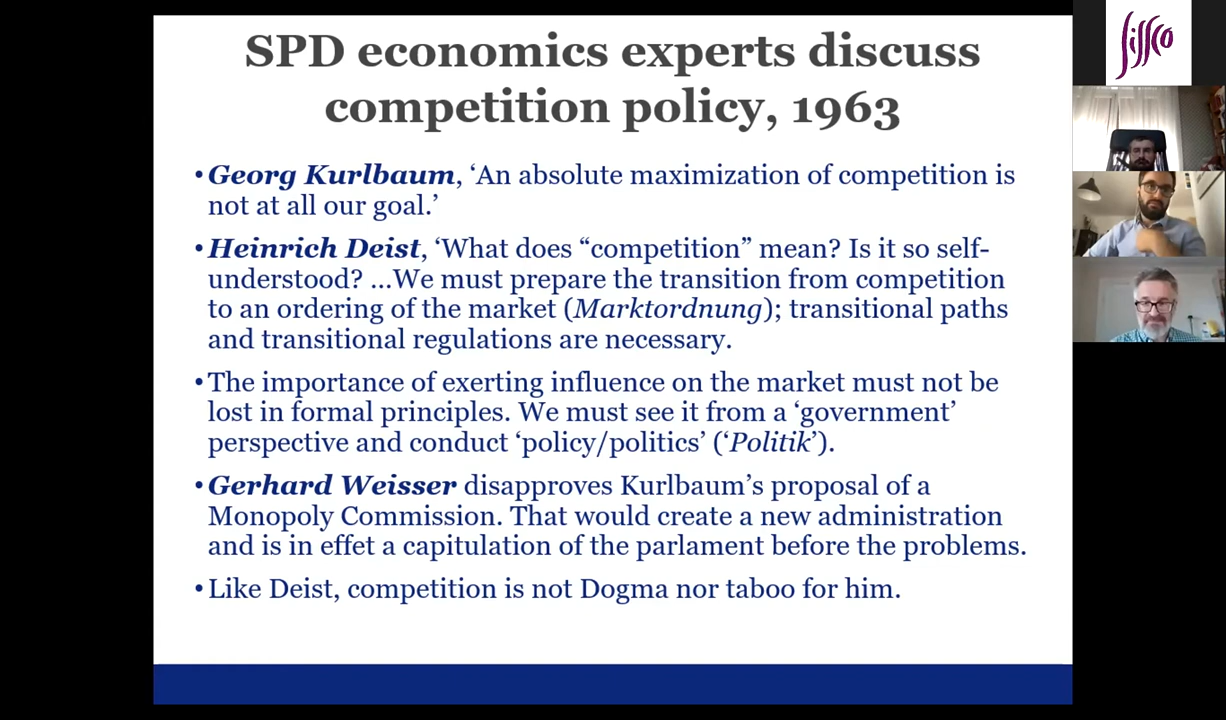 SPD economics experts discuss
competition policy, 1963
•Georg Kurlbaum, ‘An absolute maximization of competition is
not at all our goal.’
•Heinrich Deist, ‘What does “competition” mean? Is it so self-
understood? …We must prepare the transition from competition
to an ordering of the market (Marktordnung); transitional paths
and transitional regulations are necessary.
•The importance of exerting influence on the market must not be
lost in formal principles. We must see it from a ‘government’
perspective and conduct ‘policy/politics’ (‘Politik’).
•Gerhard Weisser disapproves Kurlbaum’s proposal of a
Monopoly Commission. That would create a new administration
and is in effet a capitulation of the parlament before the problems.
•Like Deist, competition is not Dogma nor taboo for him.